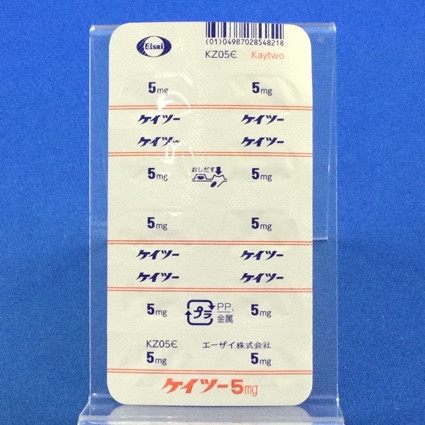 Eisai
(01)04987028548218
KZ05Є Kaytwo
5mg 5mg
ケイツー ケイツー
ケイツー ケイツー
5mg おしだす 5mg
5mg 5mg
ケイツー ケイツー
ケイツー ケイツー
5mg プラ PP, 金属 5mg
KZ05Є エーザイ株式会社
5mg 5mg
ケイツー5mg